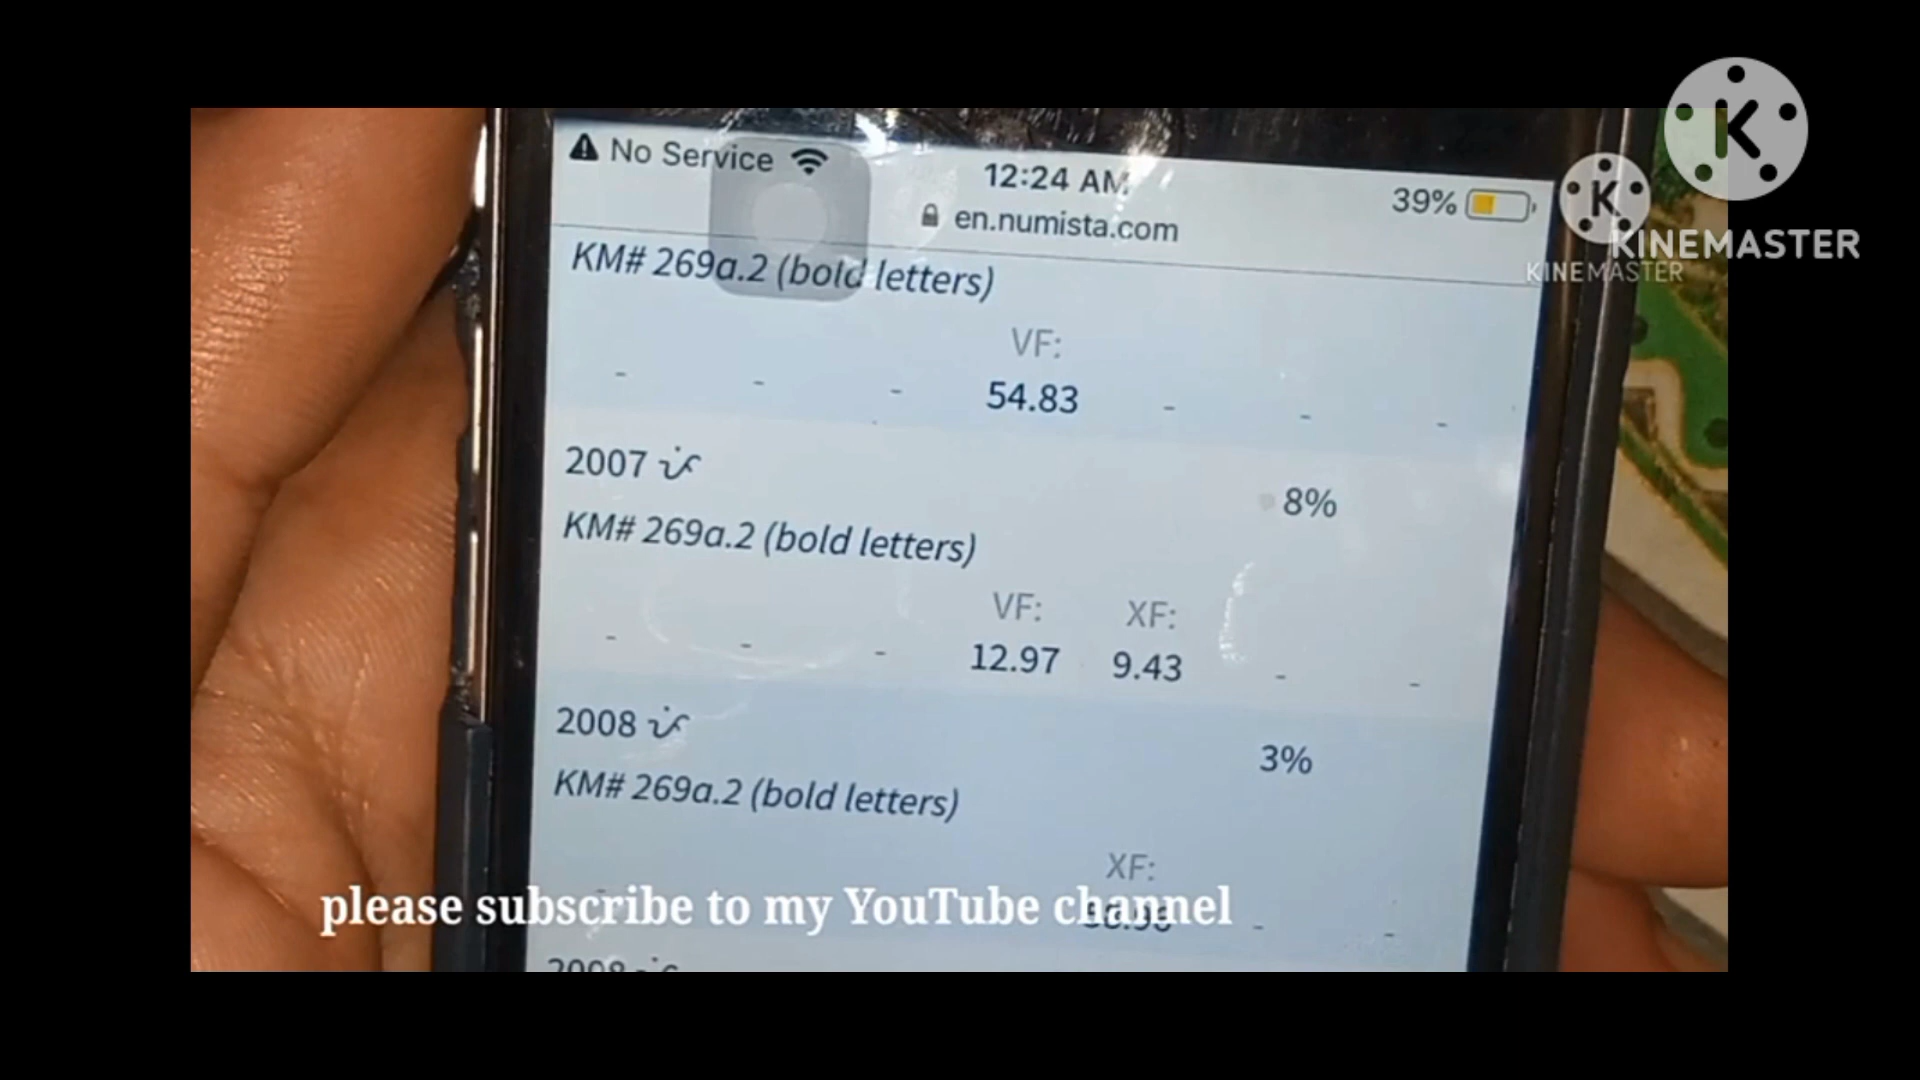 No Service
12:24 AM
39%
en.numista.com
KINEMASTER
KINEMASTER
KM# 269a.2 (bold letters)
VF:
- - - 54.83 - - -
2007
8%
KM# 269a.2 (bold letters)
VF: XF:
- - - 12.97 9.43 - -
2008
3%
KM# 269a.2 (bold letters)
XF:
please subscribe to my YouTube channel